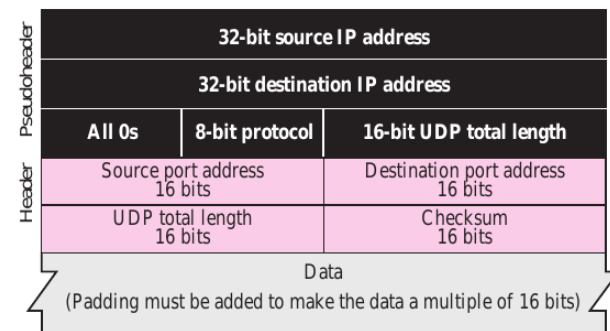 Pseudoheader
32-bit source IP address
32-bit destination IP address
All 0s 8-bit protocol 16-bit UDP total length
Header
Source port address Destination port address
16 bits 16 bits
UDP total length Checksum
16 bits 16 bits
Data
(Padding must be added to make the data a multiple of 16 bits)